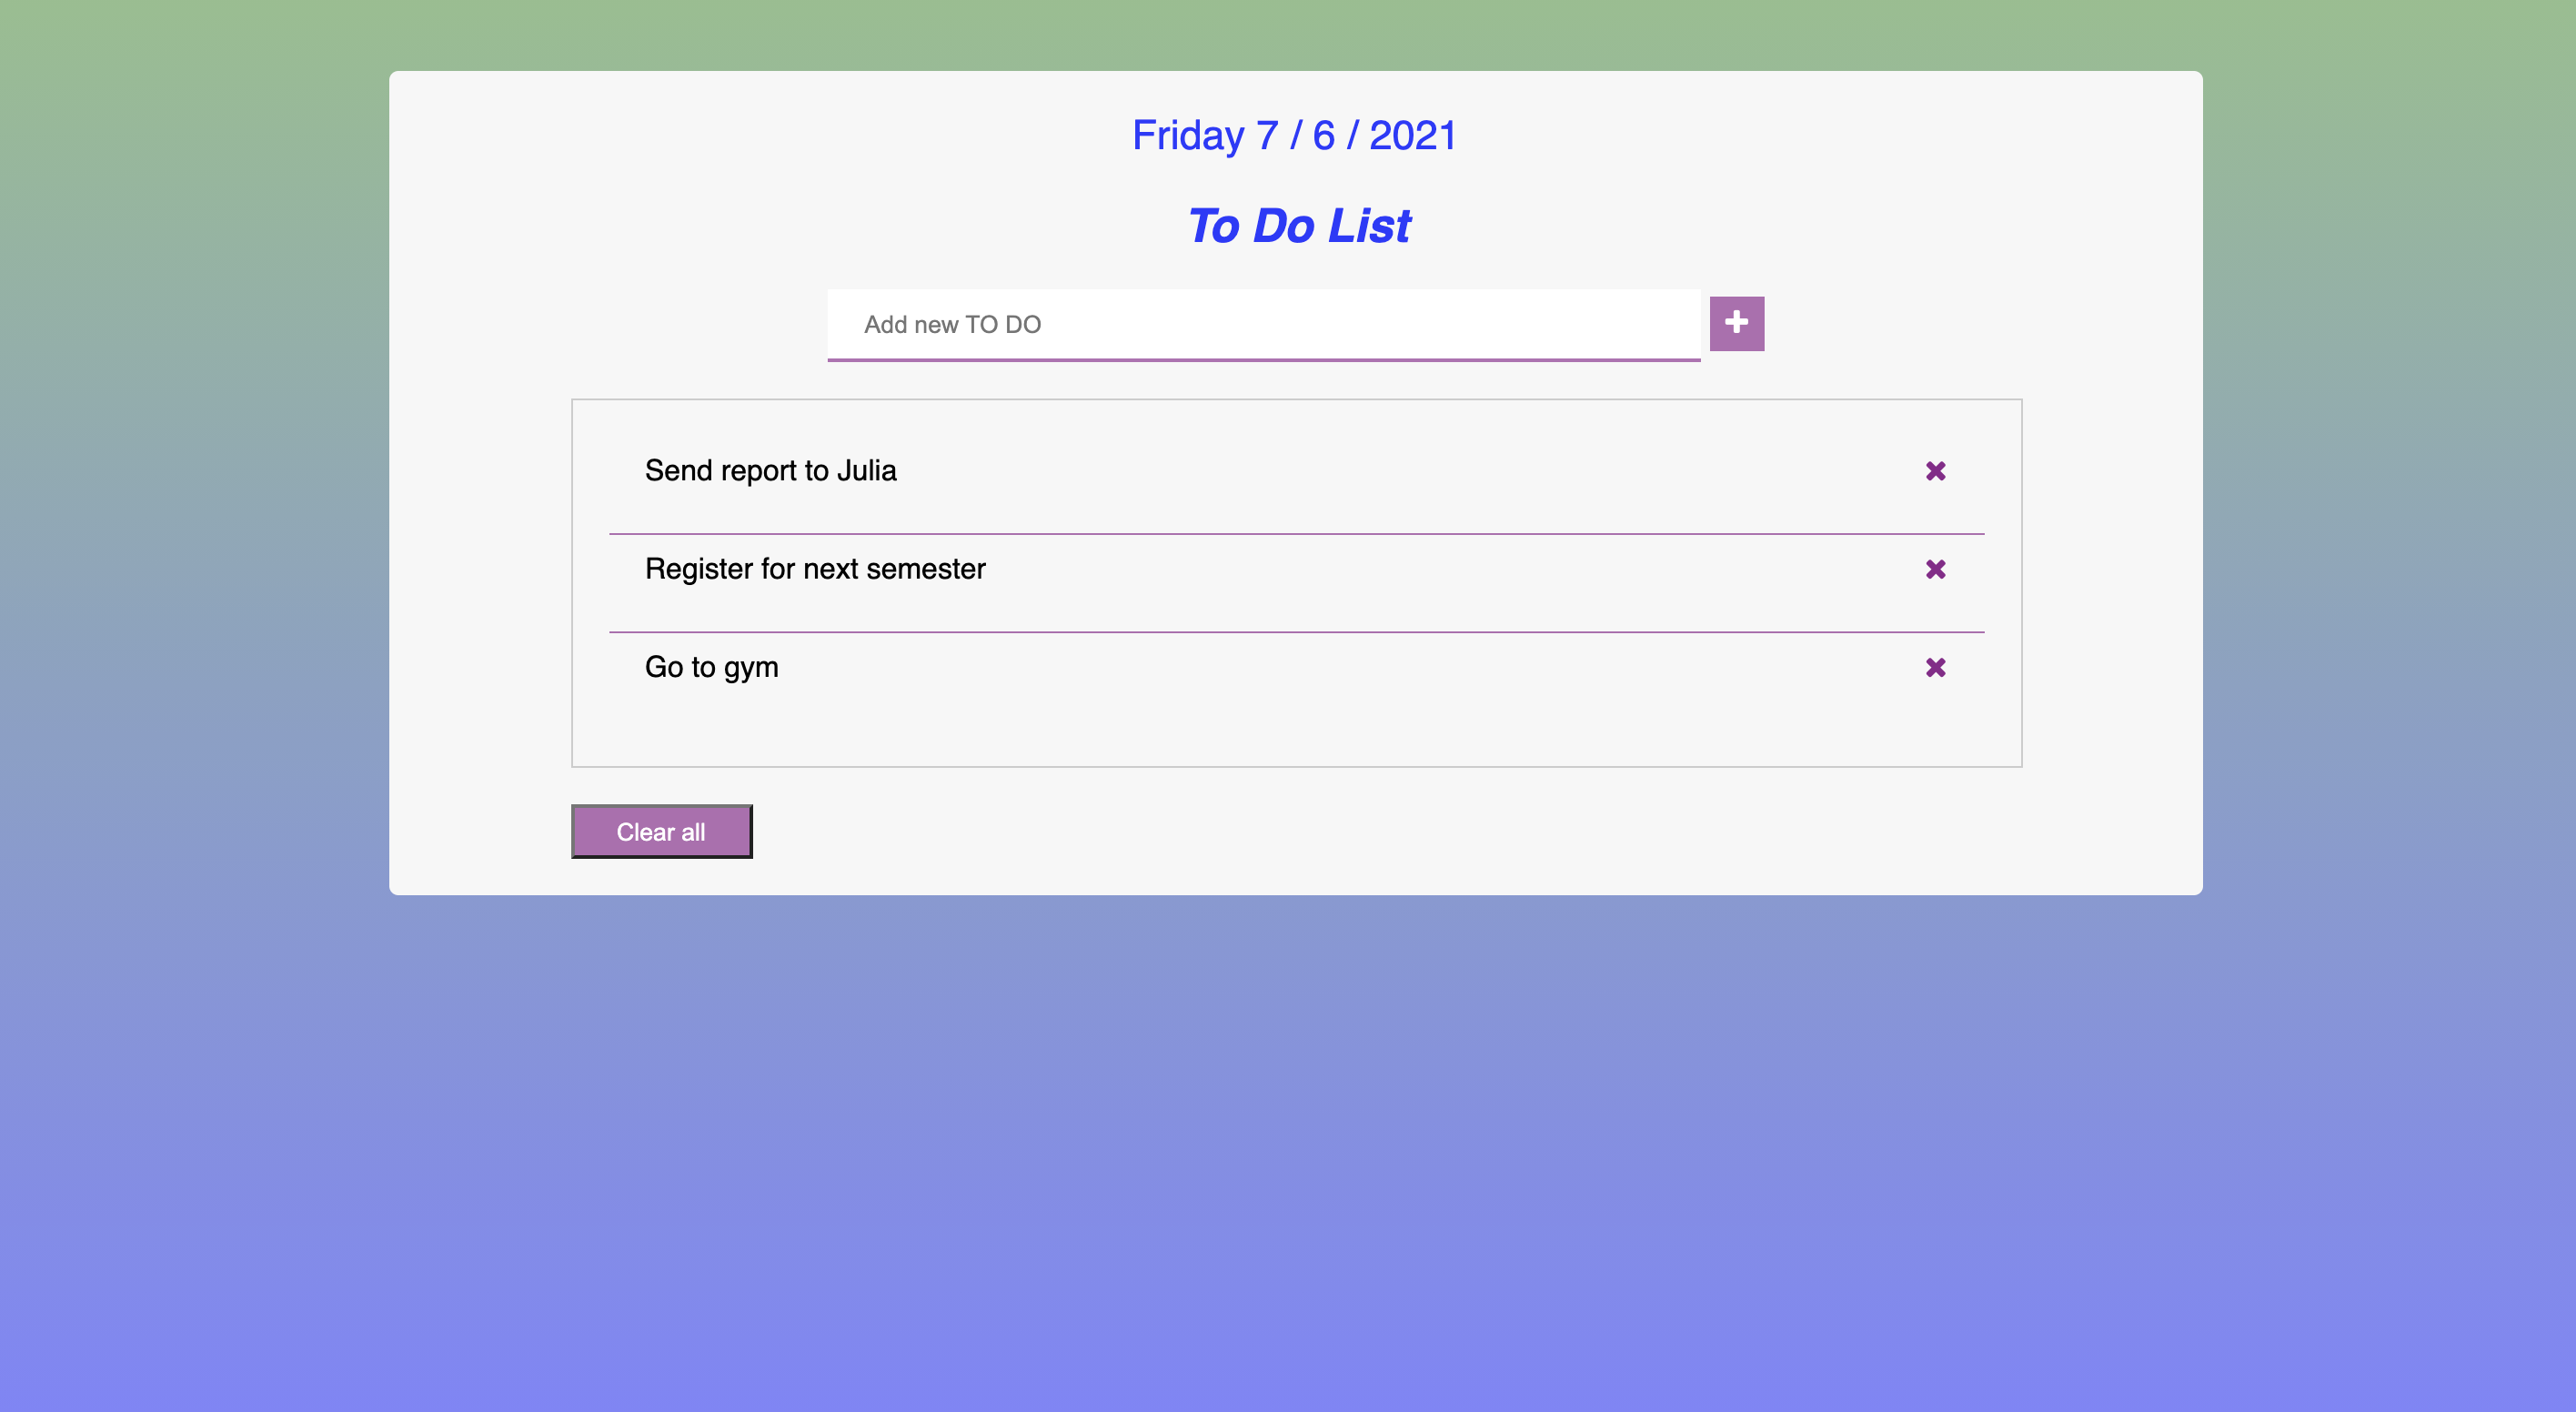 Friday 7 / 6 / 2021
To Do List
Add new TO DO
Send report to Julia
Register for next semester
Go to gym
Clear all